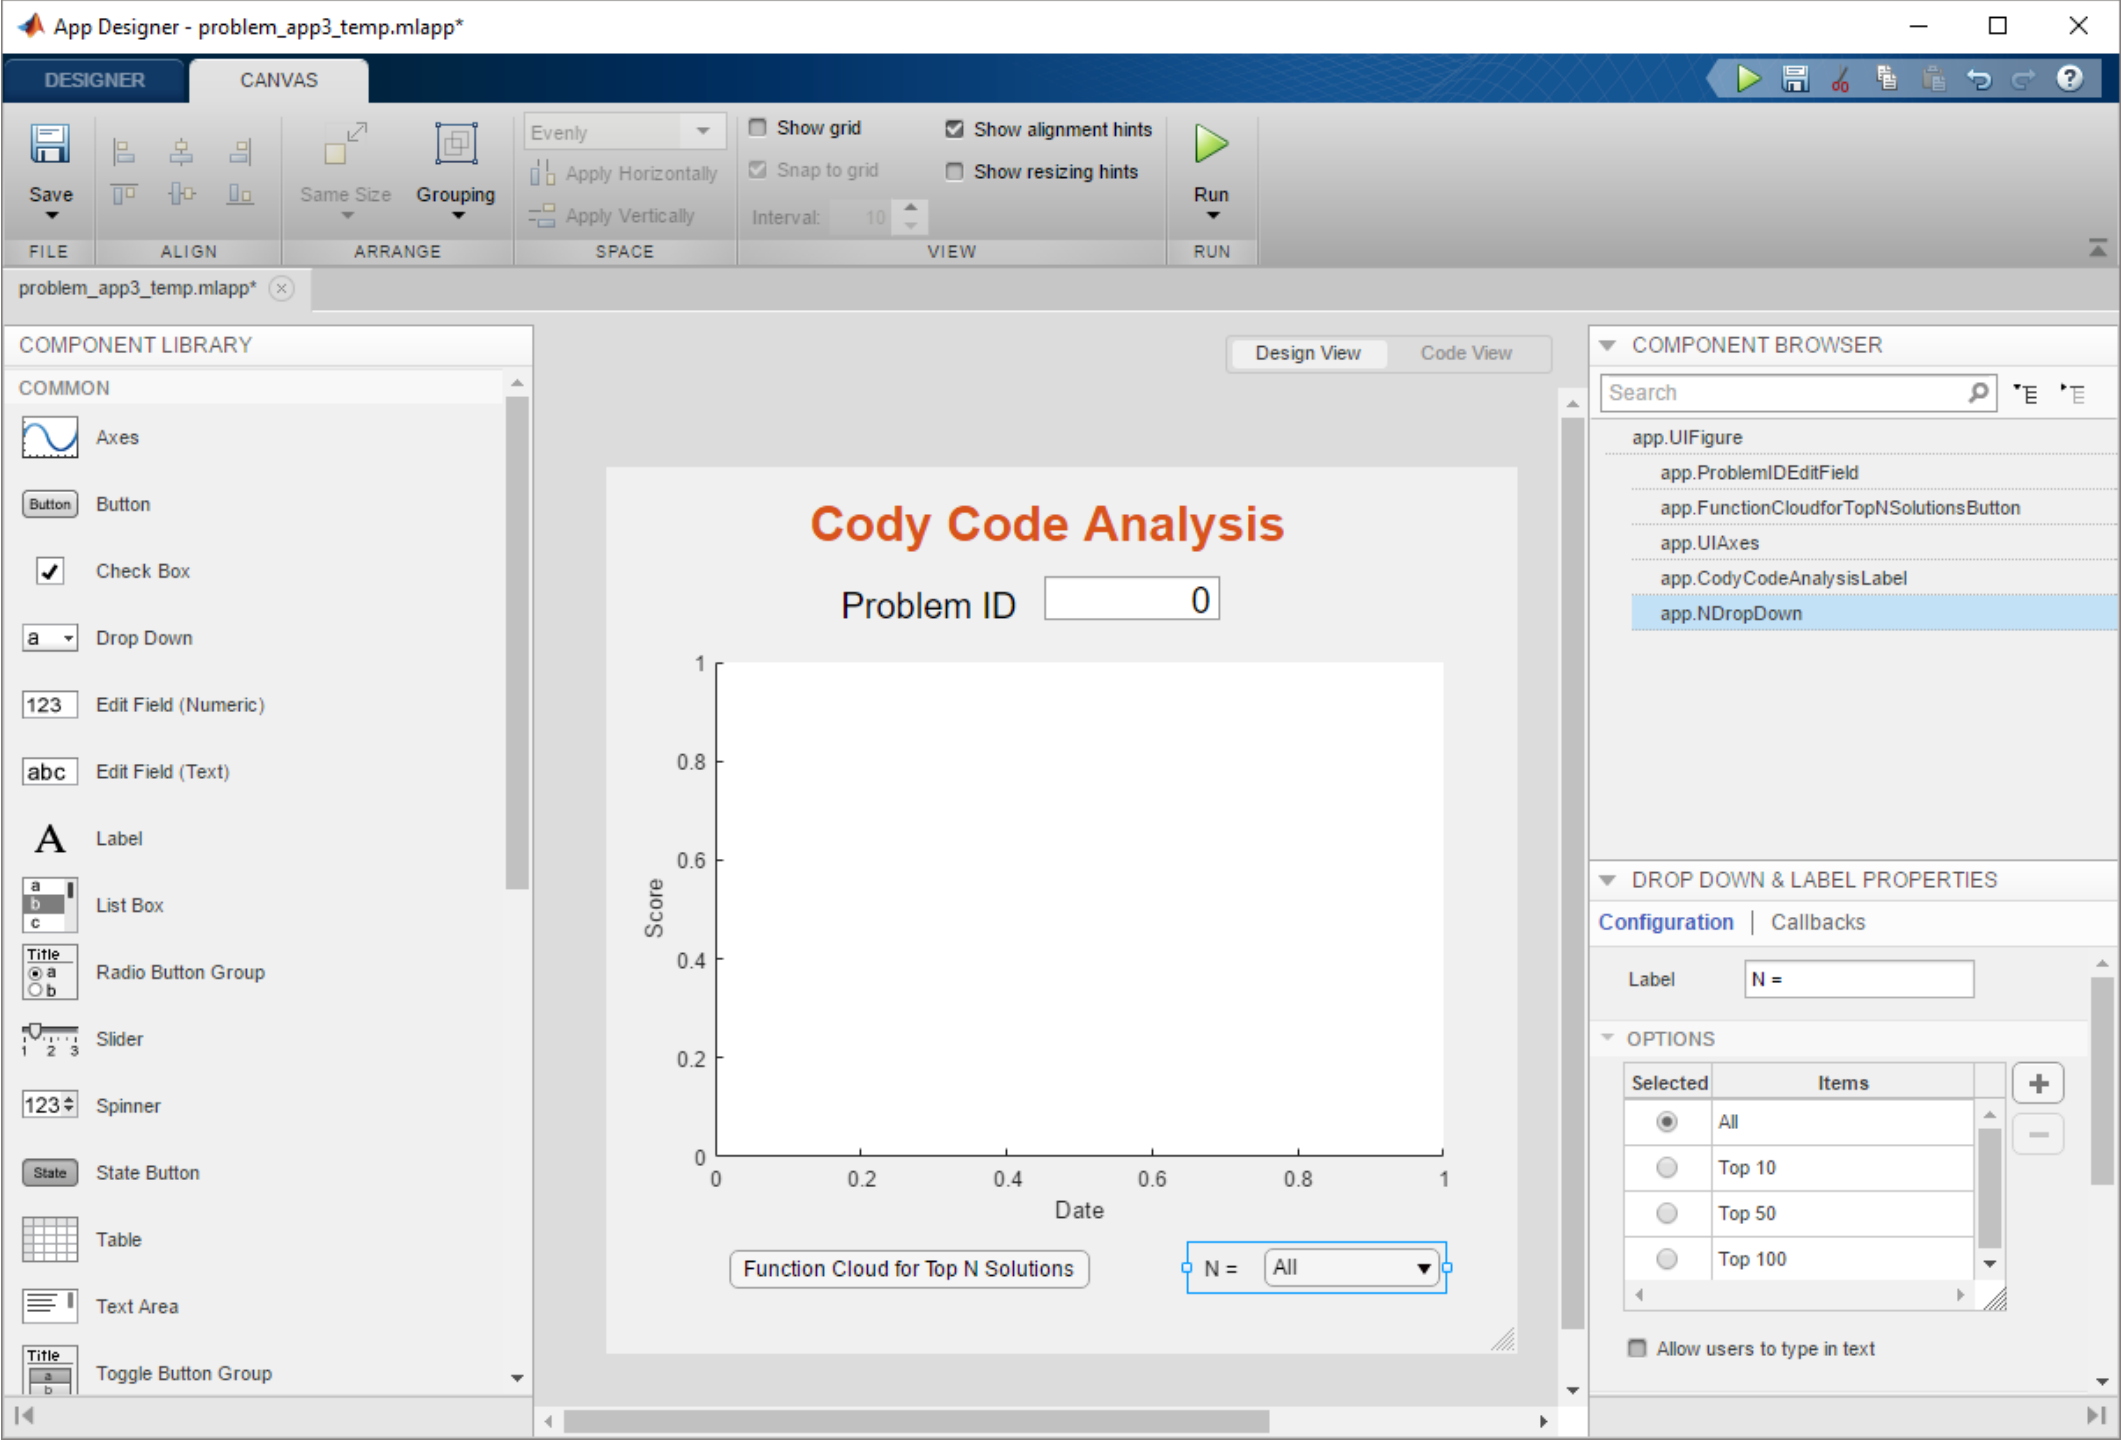 App Designer - problem_app3_temp.mlapp*
DESIGNER
CANVAS
Save
FILE
ALIGN
Same Size
Grouping
ARRANGE
Evenly
Apply Horizontally
Apply Vertically
SPACE
Show grid
Snap to grid
Interval: 10
Show alignment hints
Show resizing hints
VIEW
Run
RUN
problem_app3_temp.mlapp*
COMPONENT LIBRARY
COMMON
Axes
Button Button
Check Box
a Drop Down
123 Edit Field (Numeric)
abc Edit Field (Text)
A Label
a
b List Box
c
Title
a Radio Button Group
b
1 2 3 Slider
123 Spinner
State State Button
Table
Text Area
Title
a Toggle Button Group
b
Design View Code View
Cody Code Analysis
Problem ID 0
1
0.8
0.6
0.4
0.2
0
Score
0 0.2 0.4 0.6 0.8 1
Date
Function Cloud for Top N Solutions N = All
COMPONENT BROWSER
Search
app.UIFigure
app.ProblemIDEditField
app.FunctionCloudforTopNSolutionsButton
app.UIAxes
app.CodyCodeAnalysisLabel
app.NDropDown
DROP DOWN & LABEL PROPERTIES
Configuration | Callbacks
Label N =
OPTIONS
Selected Items
All
Top 10
Top 50
Top 100
Allow users to type in text